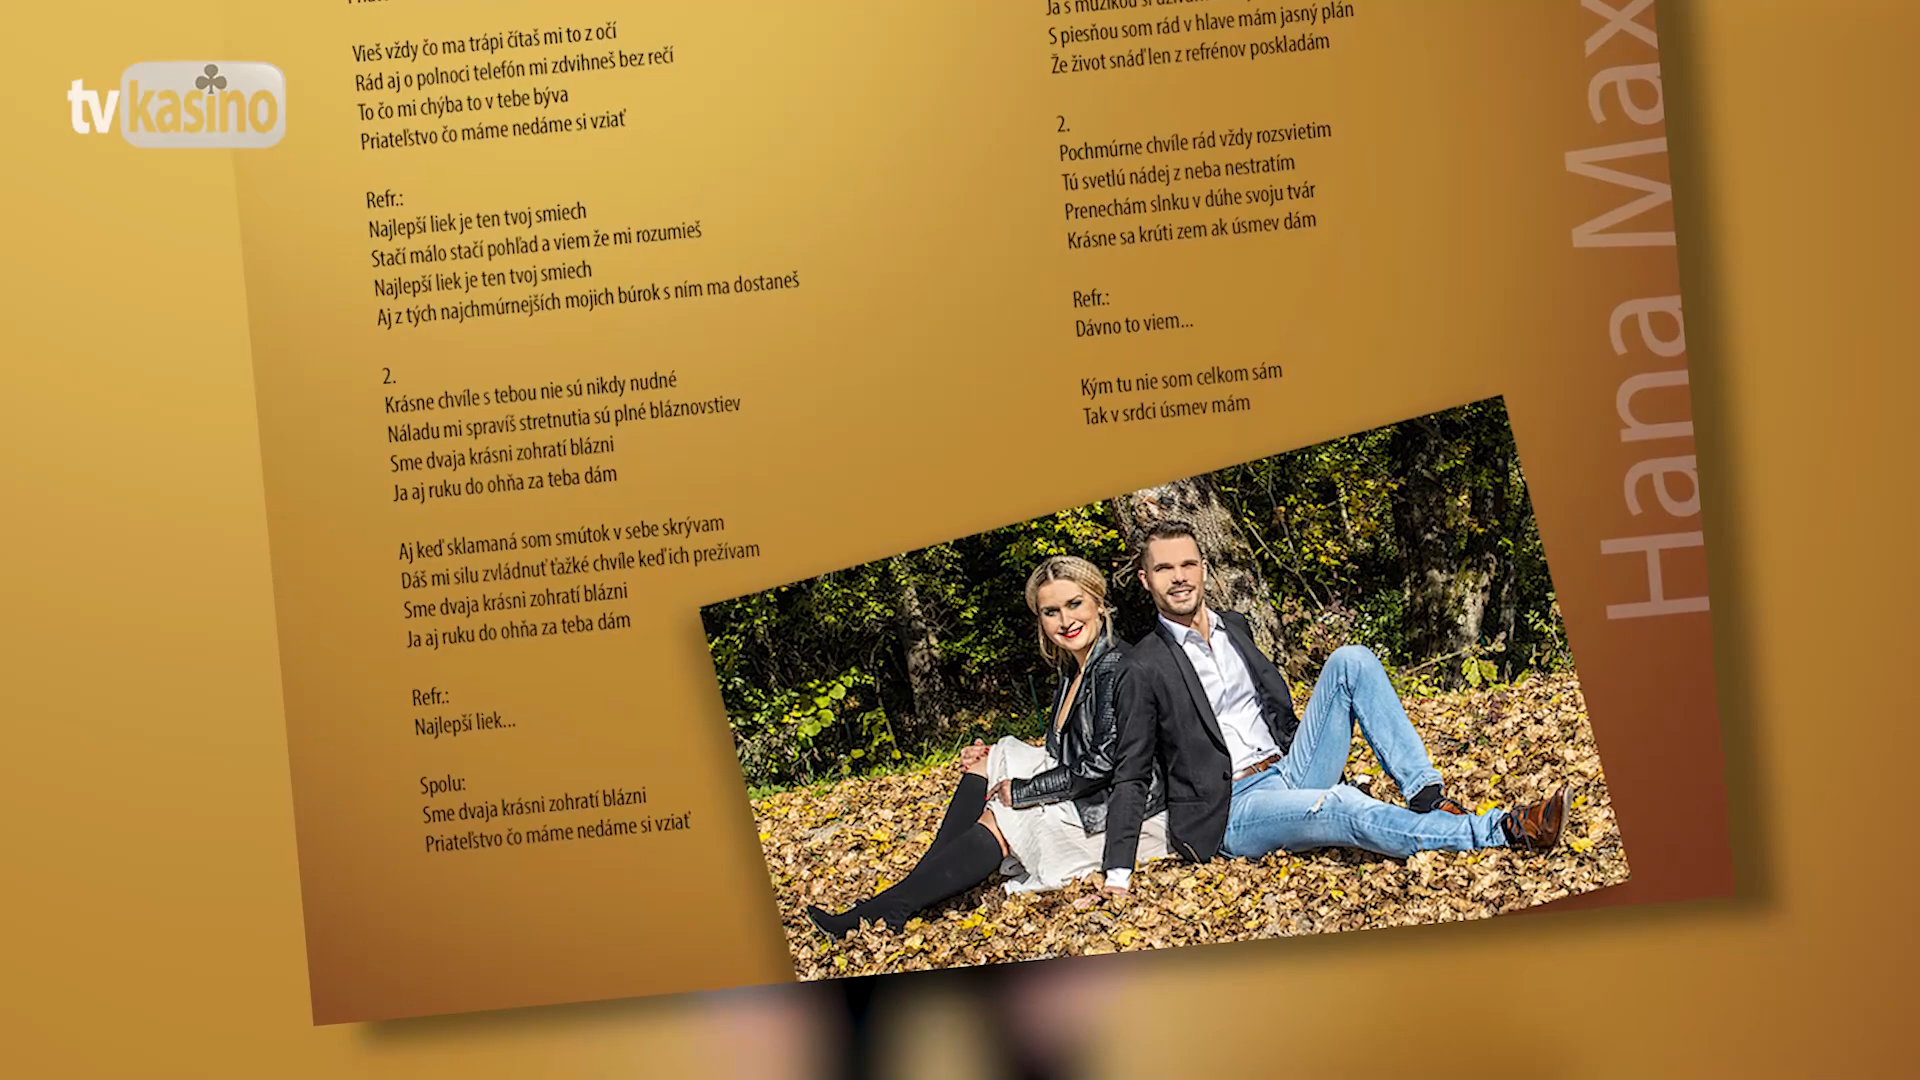 tv kasino
Vieš vždy čo ma trápi čítaš mi to z očí
Rád aj o polnoci telefón mi zdvihneš bez rečí
To čo mi chýba to v tebe býva
Priateľstvo čo máme nedáme si vziať
Refr.:
Najlepší liek je ten tvoj smiech
Stačí málo stačí pohľad a viem že mi rozumieš
Najlepší liek je ten tvoj smiech
Aj z tých najchmúrnejších mojich búrok s ním ma dostaneš
2.
Krásne chvíle s tebou nie sú nikdy nudné
Náladu mi spravíš stretnutia sú plné bláznovstiev
Sme dvaja krásni zohratí blázni
Ja aj ruku do ohňa za teba dám
Aj keď sklamaná som smútok v sebe skrývam
Dáš mi silu zvládnuť ťažké chvíle keď ich prežívam
Sme dvaja krásni zohratí blázni
Ja aj ruku do ohňa za teba dám
Refr.:
Najlepší liek...
Spolu:
Sme dvaja krásni zohratí blázni
Priateľstvo čo máme nedáme si vziať
Ja s muzikou si
S piesňou som rád v hlave mám jasný plán
Že život snáď len z refrénov poskladám
2.
Pochmúrne chvíle rád vždy rozsvietim
Tú svetlú nádej z neba nestratím
Prenechám slnku v dúhe svoju tvár
Krásne sa krúti zem ak úsmev dám
Refr.:
Dávno to viem...
Kým tu nie som celkom sám
Tak v srdci úsmev mám
Hana Max